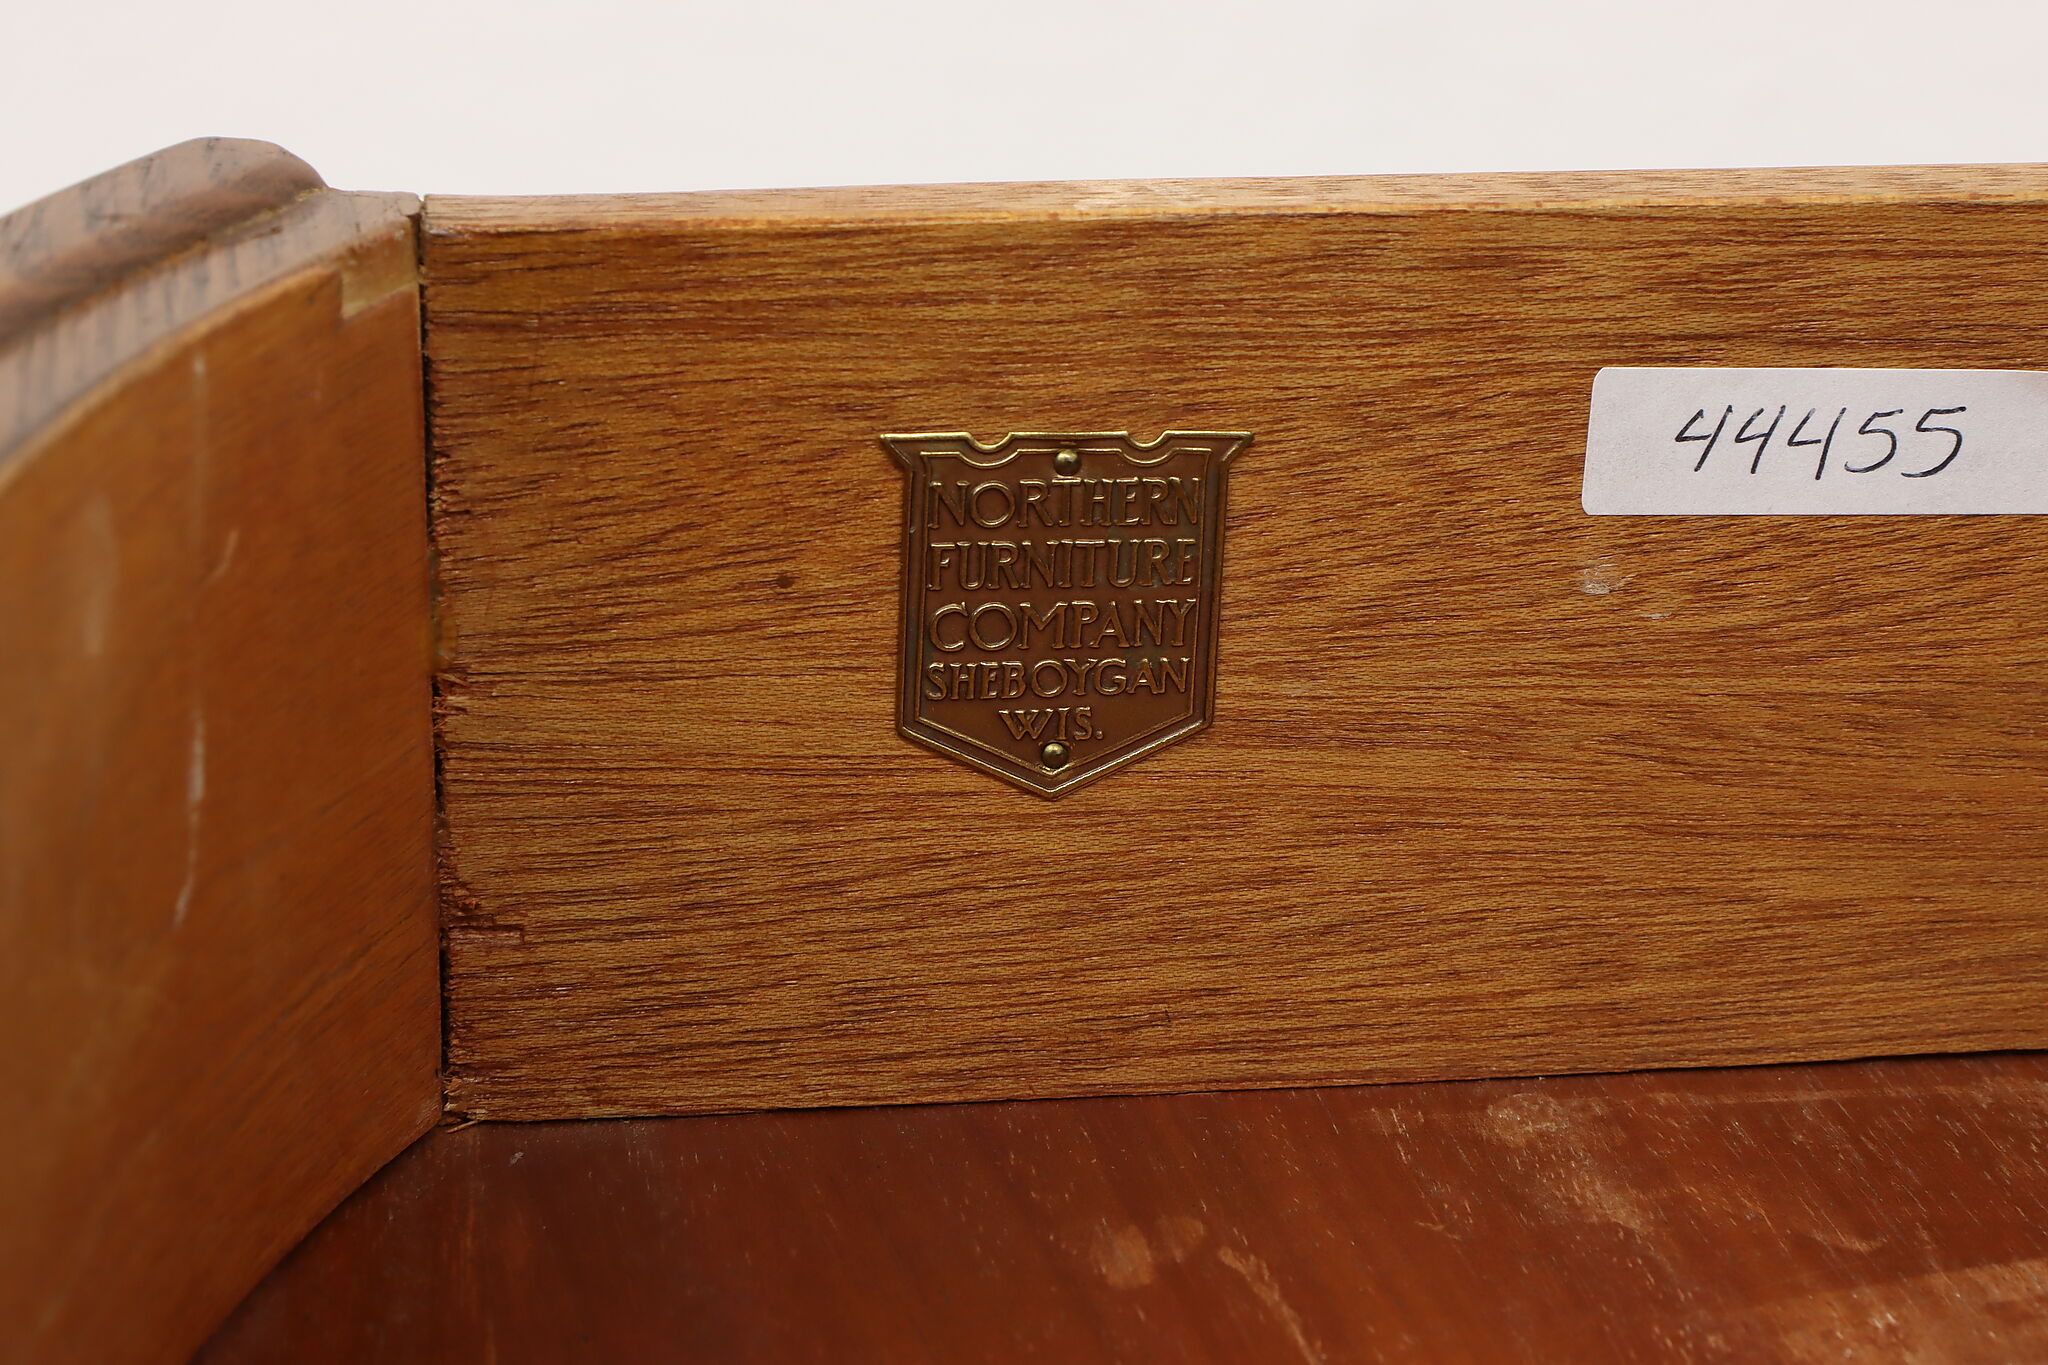 NORTHERN
FURNITURE
COMPANY
SHEBOYGAN
WIS.
44455